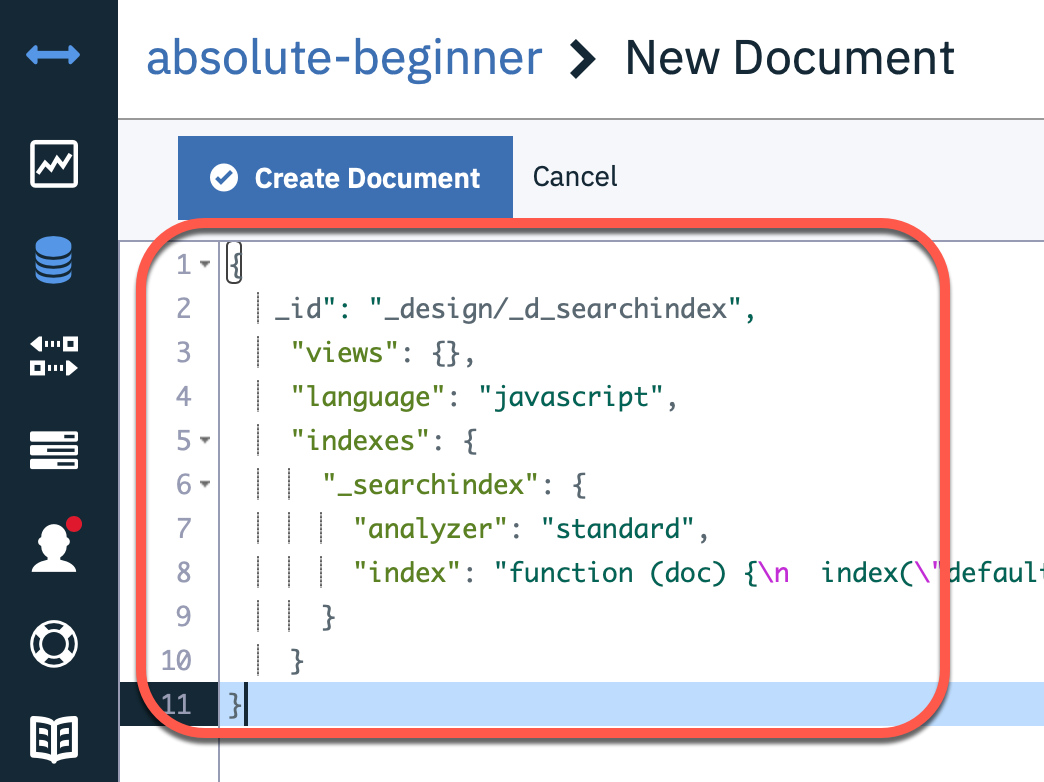 absolute-beginner > New Document
Create Document Cancel
1 {
2 _id": "_design/_d_searchindex",
3 "views": {},
4 "language": "javascript",
5 "indexes": {
6 "_searchindex": {
7 "analyzer": "standard",
8 "index": "function (doc) {\n  index(\"default
9 }
10 }
11 }